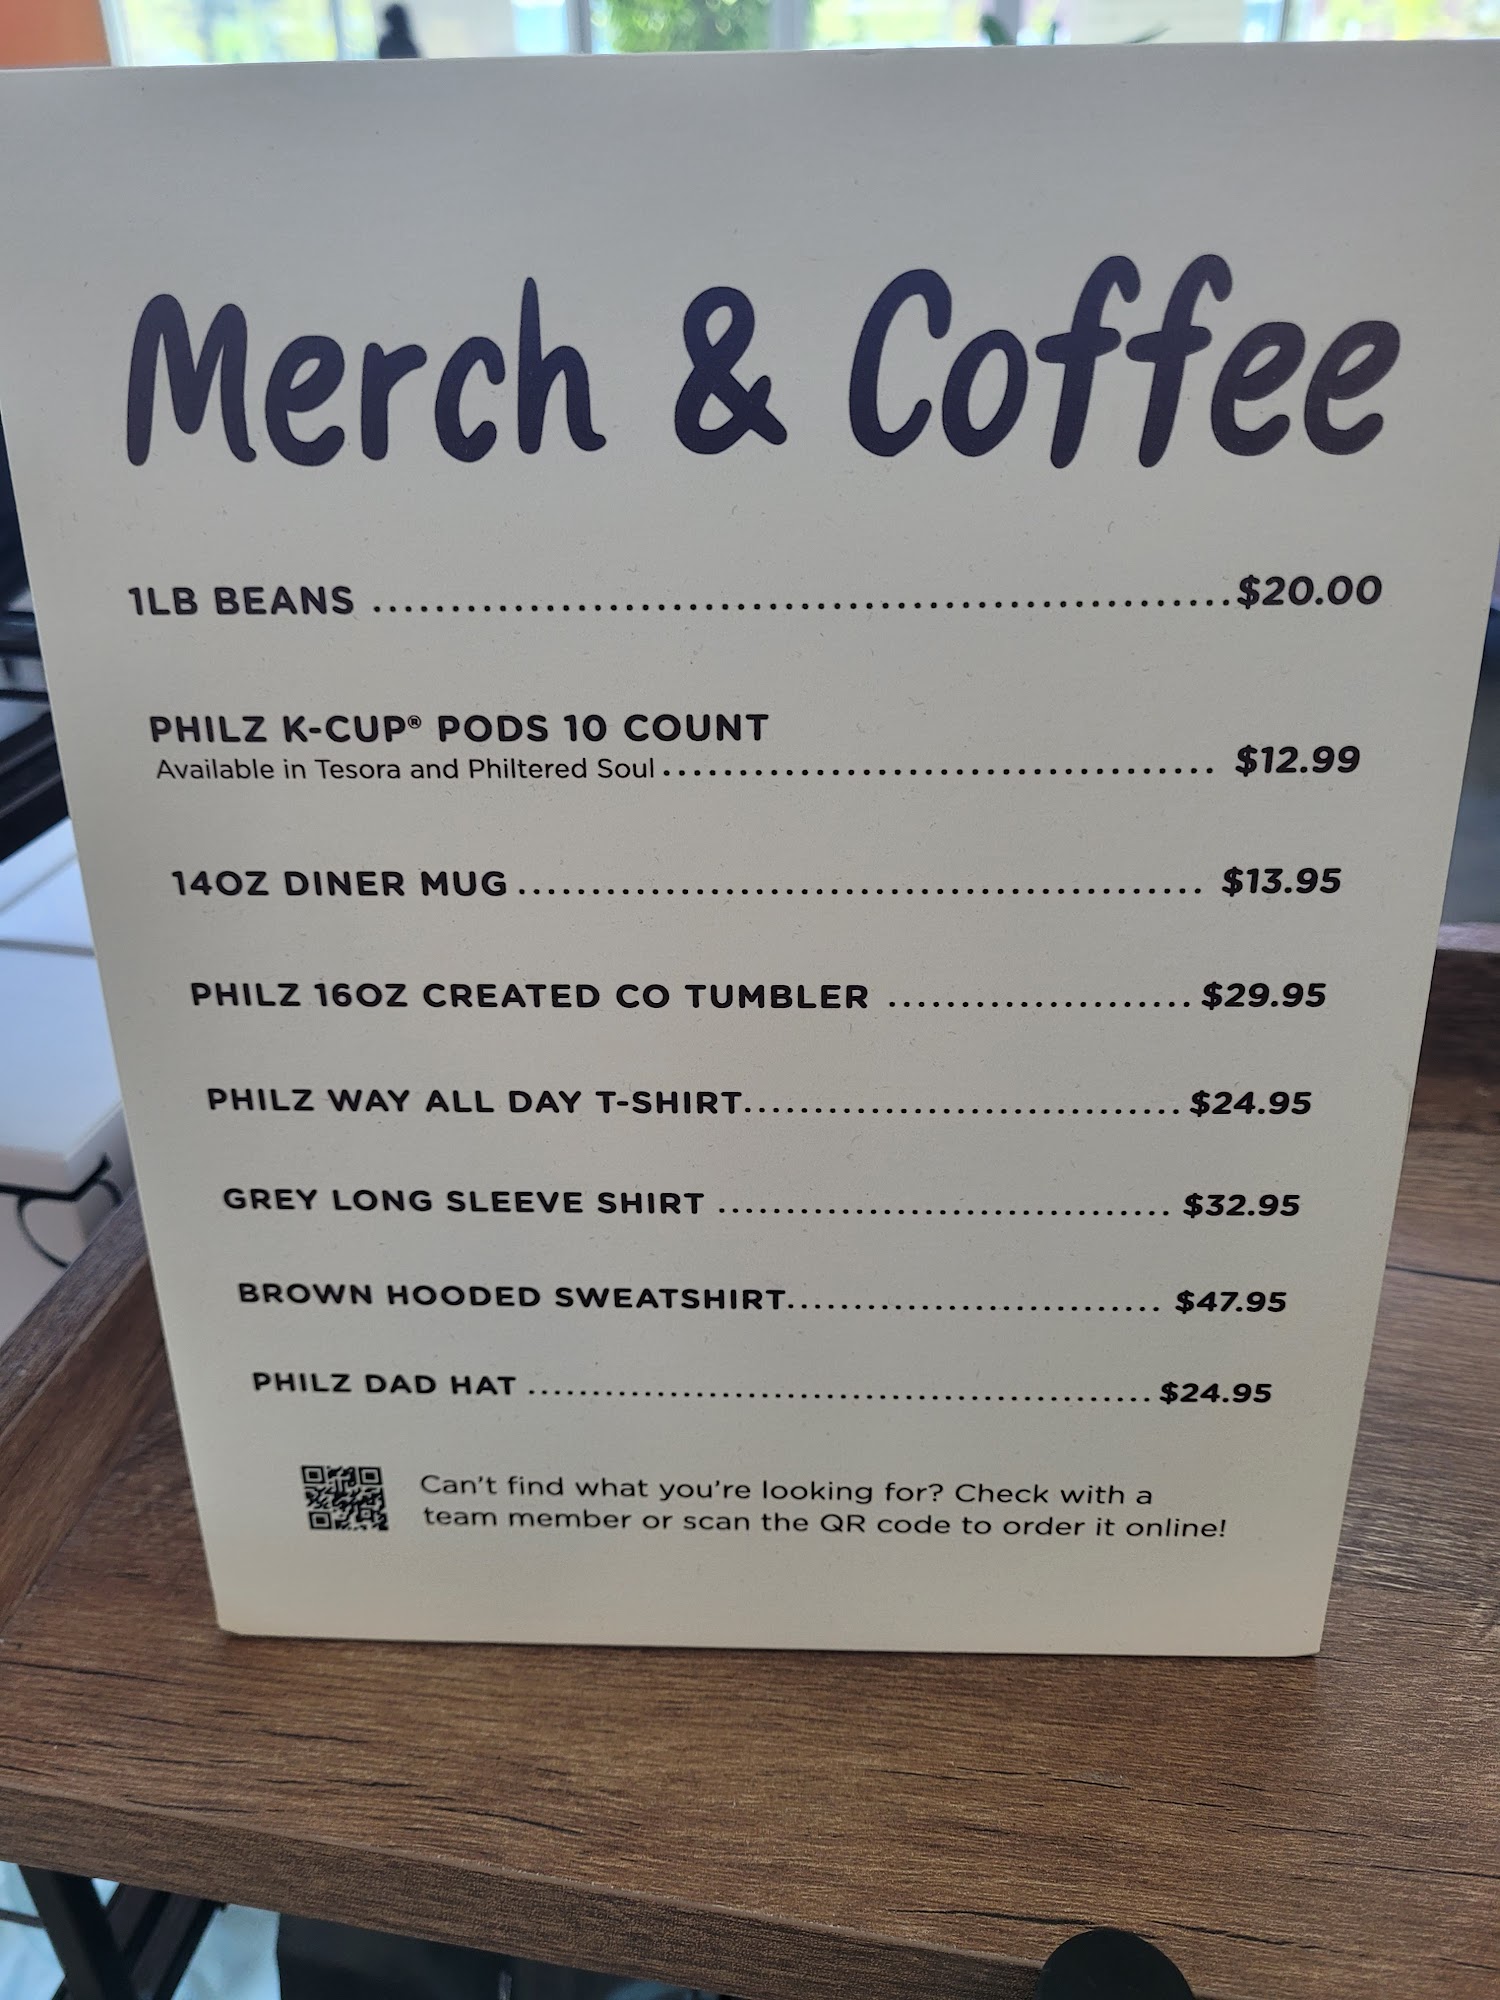 Merch & Coffee
1LB BEANS ........................................................ $20.00
PHILZ K-CUP® PODS 10 COUNT
Available in Tesora and Philtered Soul ..................................... $12.99
14OZ DINER MUG ............................................... $13.95
PHILZ 16OZ CREATED CO TUMBLER ..................... $29.95
PHILZ WAY ALL DAY T-SHIRT ................................ $24.95
GREY LONG SLEEVE SHIRT .................................. $32.95
BROWN HOODED SWEATSHIRT ............................. $47.95
PHILZ DAD HAT ................................................ $24.95
Can't find what you're looking for? Check with a
team member or scan the QR code to order it online!